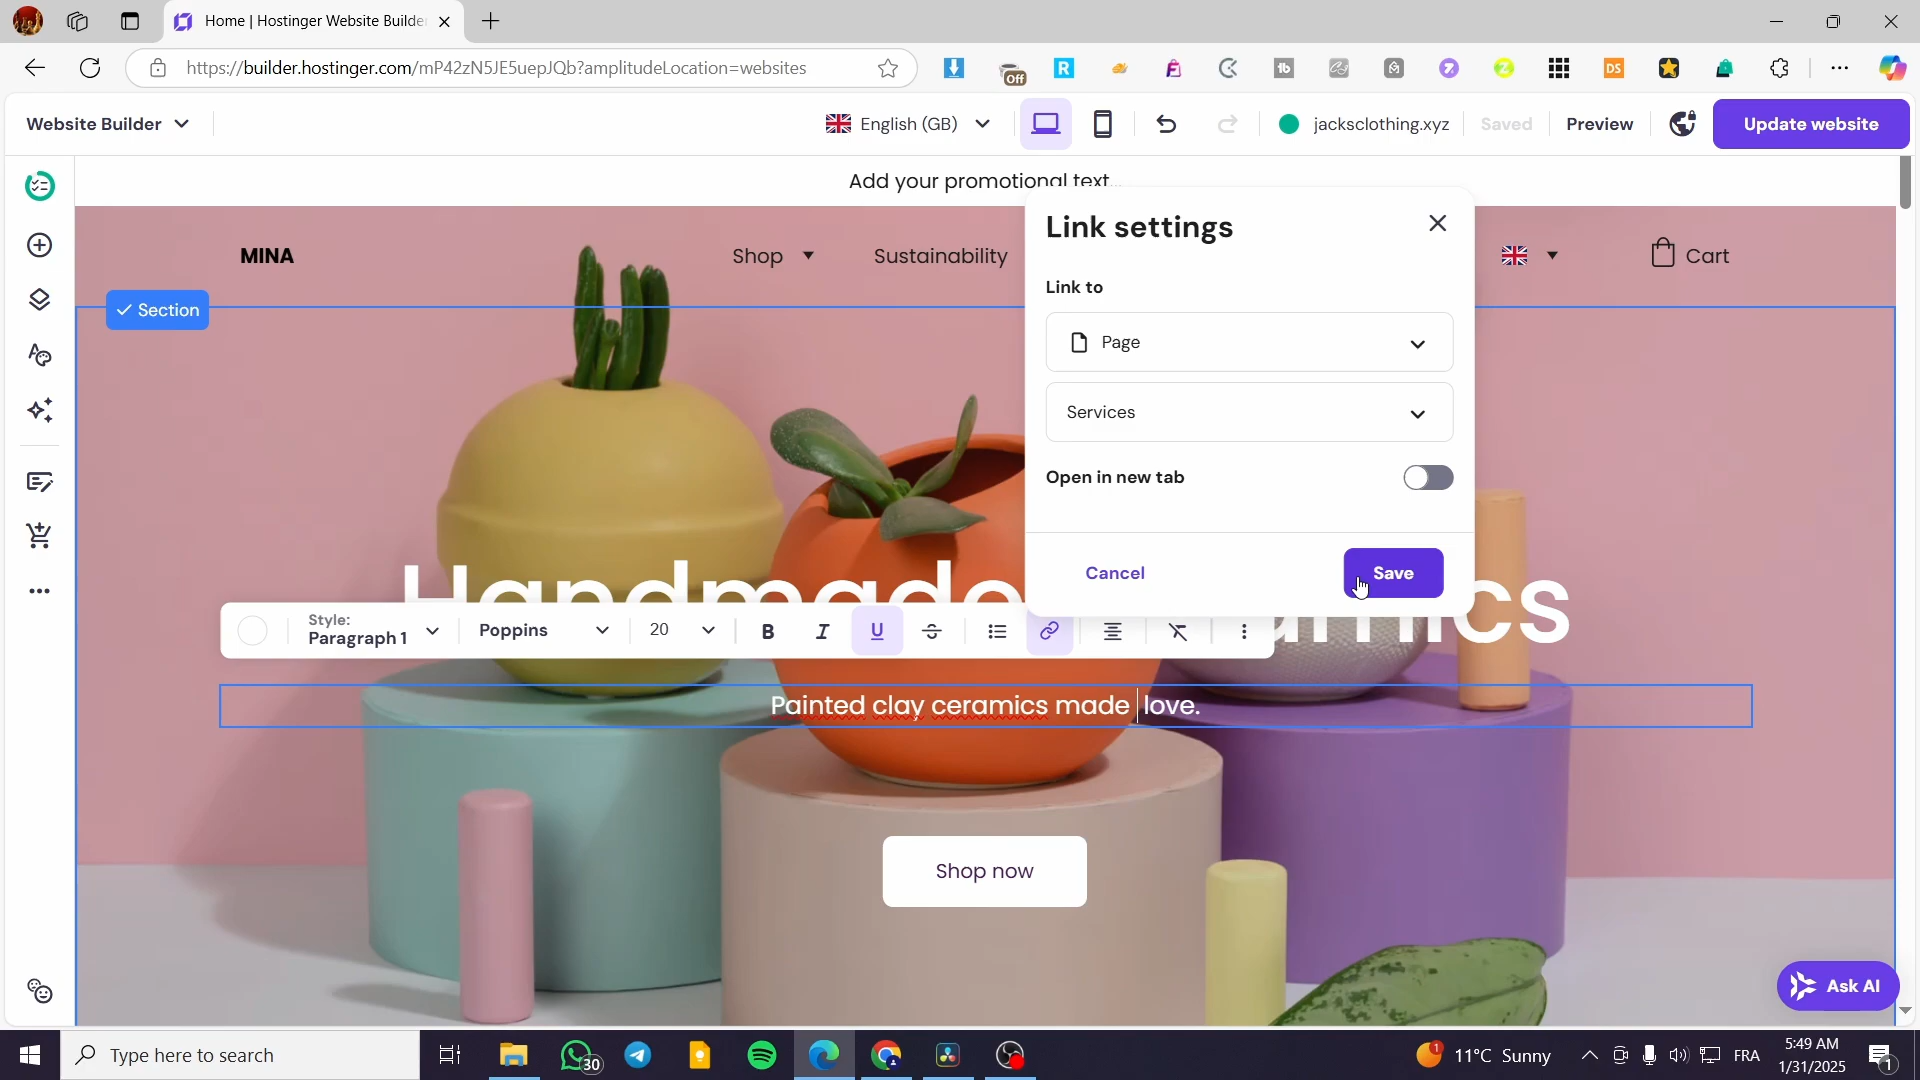 Home | Hostinger Website Builde
https://builder.hostinger.com/mP42zN5JE5uepJQb?amplitudeLocation=websites
Off
Website Builder
English (GB)
jacksclothing.xyz
Saved
Preview
Update website
Add your promotional text...
MINA
Shop
Sustainability
Cart
Section
Link settings
Link to
Page
Services
Open in new tab
Cancel
Save
Style:
Paragraph 1
Poppins
20
Painted clay ceramics made love.
Shop now
Ask AI
Type here to search
30
11°C Sunny
FRA
5:49 AM
1/31/2025
1